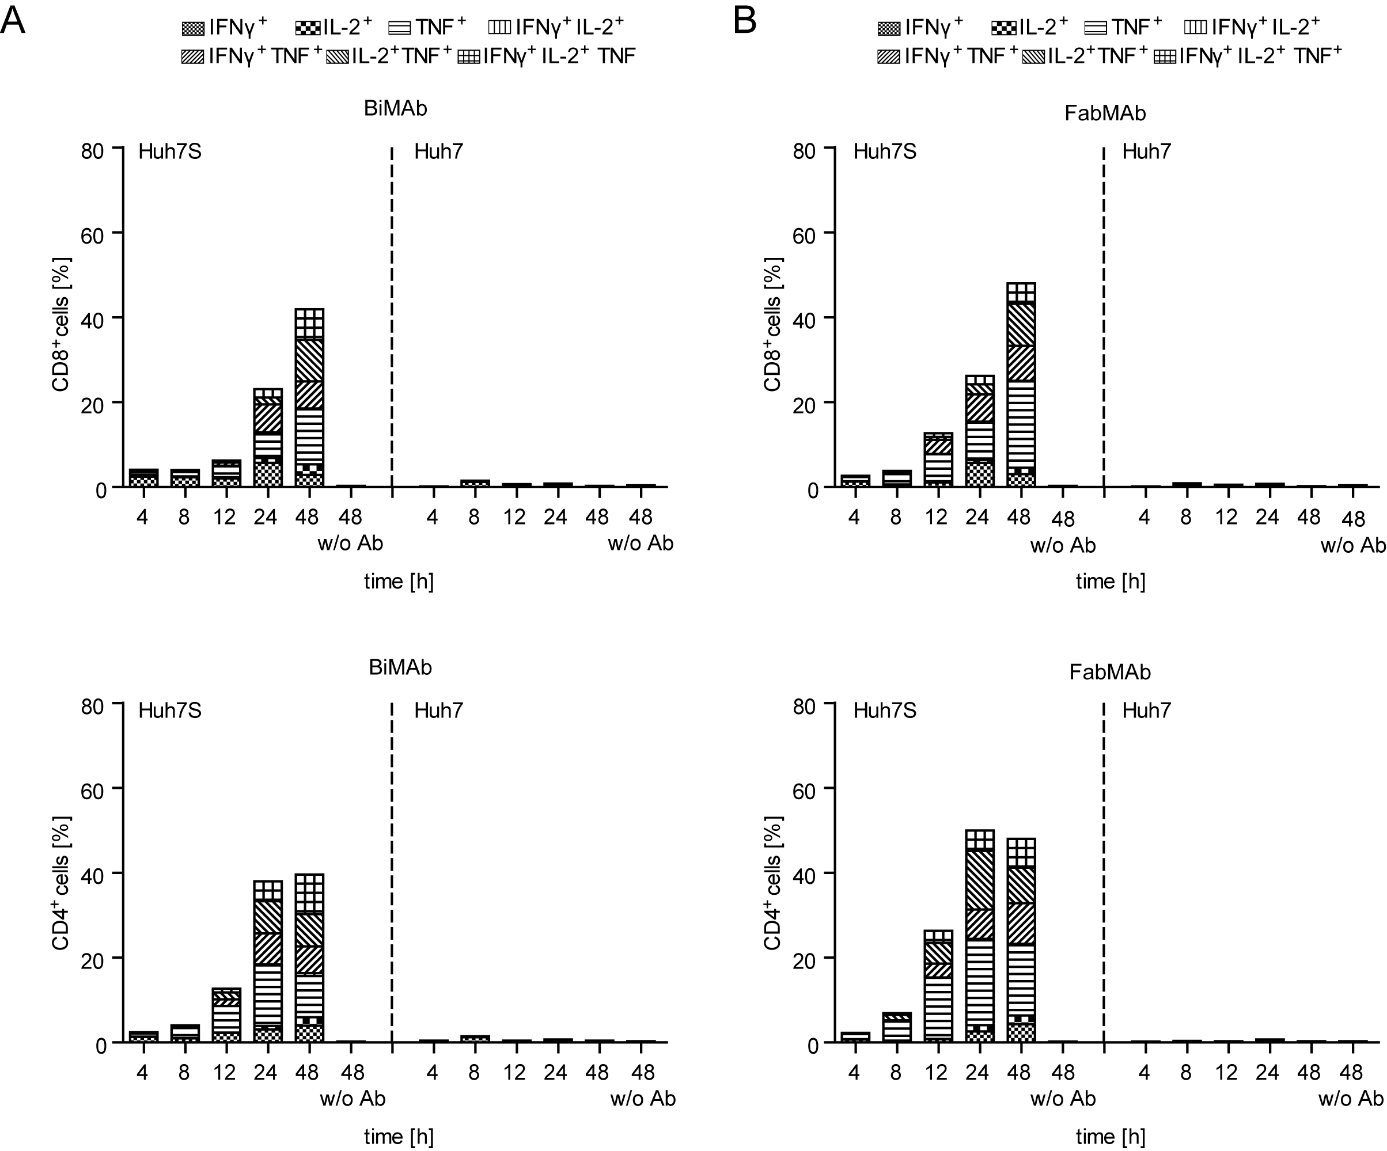 A
IFNγ+ IL-2+ TNF+ IFNγ+ IL-2+
IFNγ+ TNF+ IL-2+TNF+ IFNγ+ IL-2+ TNF
BiMAb
Huh7S Huh7
CD8+ cells [%]
80
60
40
20
0
4 8 12 24 48 48 4 8 12 24 48 48
w/o Ab w/o Ab
time [h]
BiMAb
Huh7S Huh7
CD4+ cells [%]
80
60
40
20
0
4 8 12 24 48 48 4 8 12 24 48 48
w/o Ab w/o Ab
time [h]
B
IFNγ+ IL-2+ TNF+ IFNγ+ IL-2+
IFNγ+ TNF+ IL-2+TNF+ IFNγ+ IL-2+ TNF+
FabMAb
Huh7S Huh7
CD8+ cells [%]
80
60
40
20
0
4 8 12 24 48 48 4 8 12 24 48 48
w/o Ab w/o Ab
time [h]
FabMAb
Huh7S Huh7
CD4+ cells [%]
80
60
40
20
0
4 8 12 24 48 48 4 8 12 24 48 48
w/o Ab w/o Ab
time [h]